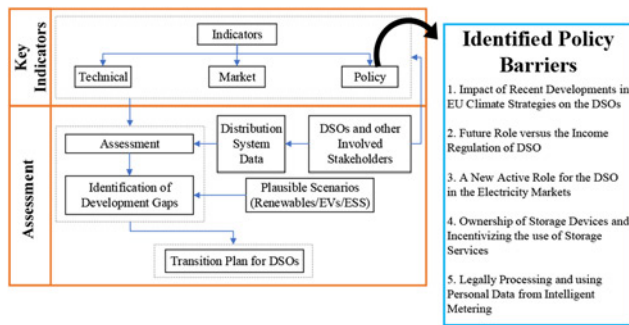 Key
Indicators
Indicators
Technical
Market
Policy
Assessment
Assessment
Distribution
System
Data
DSOs and other
Involved
Stakeholders
Identification of
Development Gaps
Plausible Scenarios
(Renewables/EVs/ESS)
Transition Plan for DSOs
Identified Policy
Barriers
1. Impact of Recent Developments in
EU Climate Strategies on the DSOs
2. Future Role versus the Income
Regulation of DSO
3. A New Active Role for the DSO
in the Electricity Markets
4. Ownership of Storage Devices and
Incentivizing the use of Storage
Services
5. Legally Processing and using
Personal Data from Intelligent
Metering